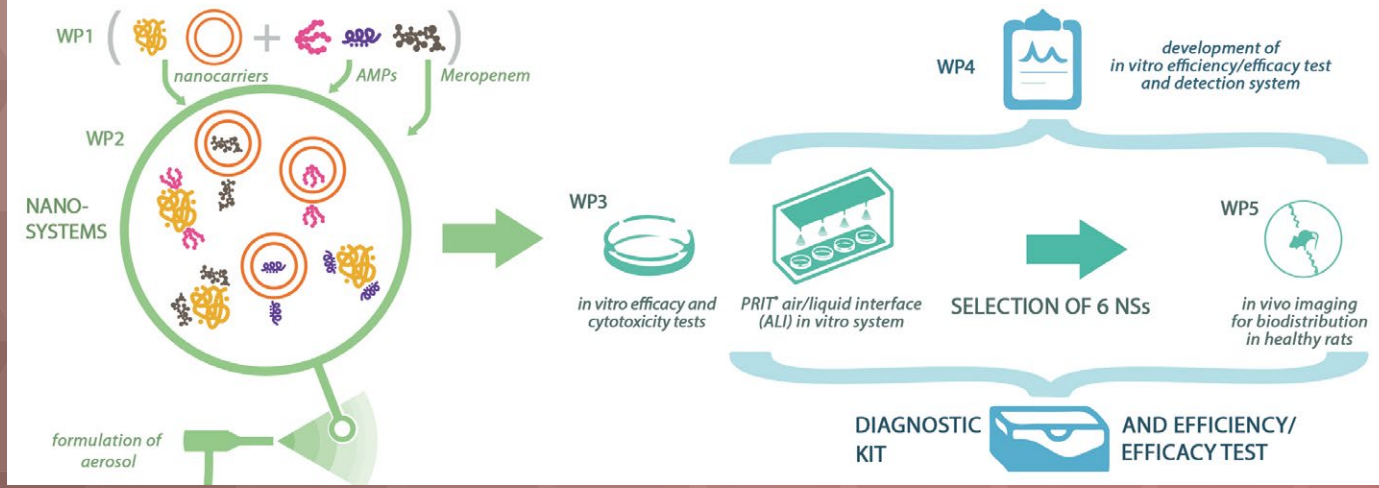 WP1
nanocarriers
AMPs
Meropenem
WP2
NANO-
SYSTEMS
formulation of
aerosol
WP3
in vitro efficacy and
cytotoxicity tests
PRIT* air/liquid interface
(ALI) in vitro system
WP4
development of
in vitro efficiency/efficacy test
and detection system
SELECTION OF 6 NSs
WP5
in vivo imaging
for biodistribution
in healthy rats
DIAGNOSTIC
KIT
AND EFFICIENCY/
EFFICACY TEST